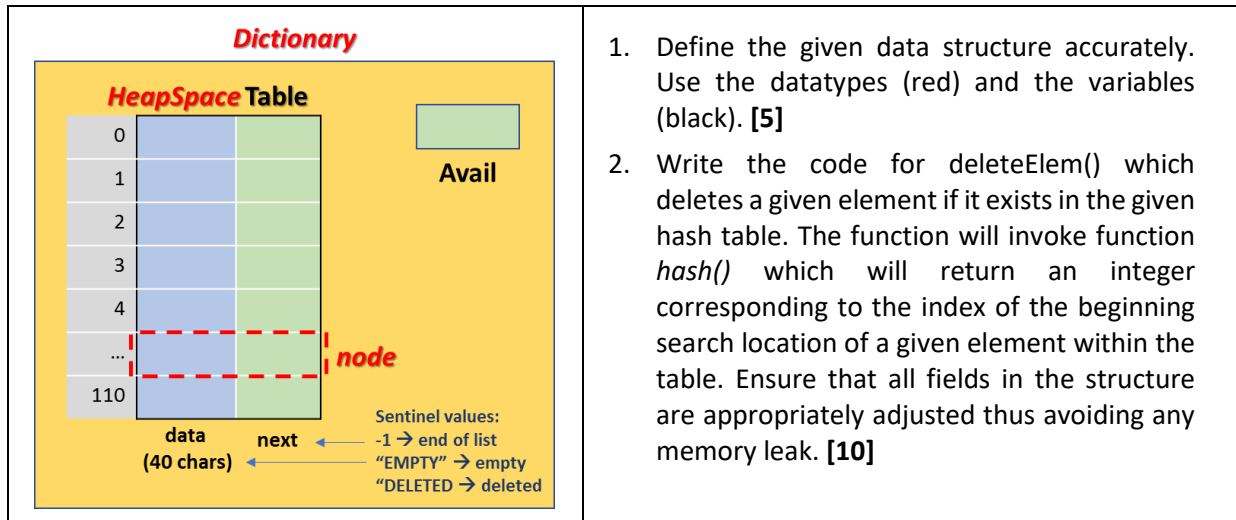 Dictionary
HeapSpace Table
0
1
2
3
4
...
110
Avail
node
data
(40 chars)
next
Sentinel values:
-1 → end of list
"EMPTY" → empty
"DELETED → deleted
1. Define the given data structure accurately.
Use the datatypes (red) and the variables
(black). [5]
2. Write the code for deleteElem() which
deletes a given element if it exists in the given
hash table. The function will invoke function
hash() which will return an integer
corresponding to the index of the beginning
search location of a given element within the
table. Ensure that all fields in the structure
are appropriately adjusted thus avoiding any
memory leak. [10]